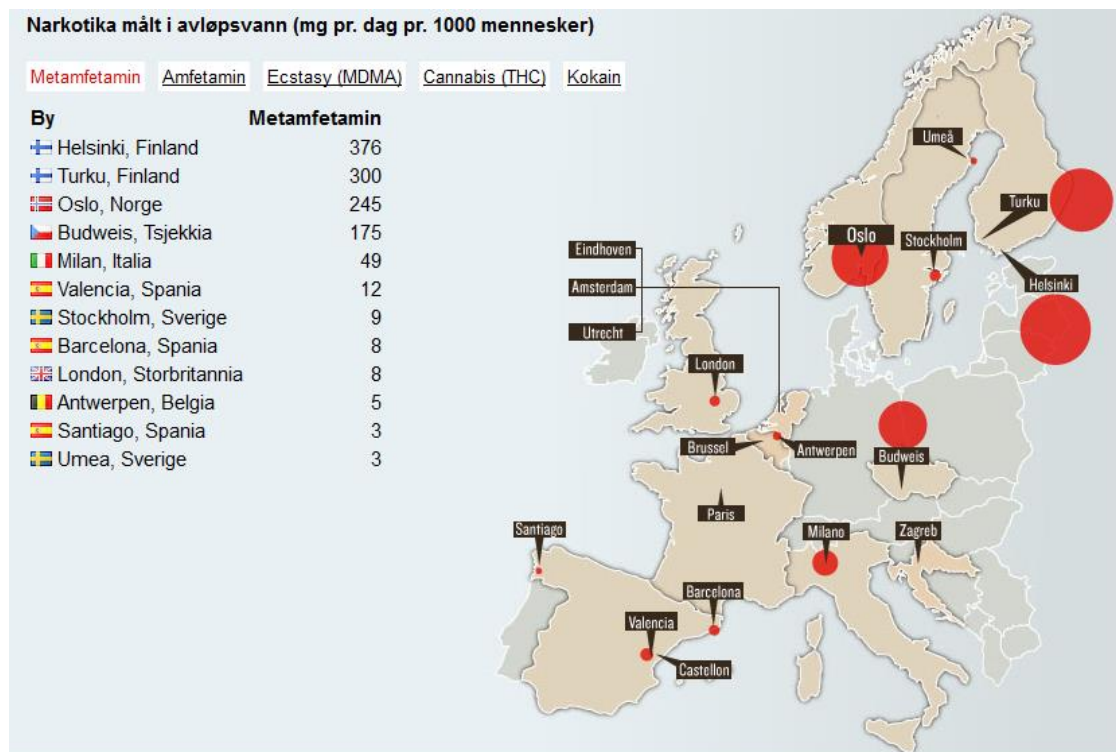 Narkotika målt i avløpsvann (mg pr. dag pr. 1000 mennesker)
Metamfetamin Amfetamin Ecstasy (MDMA) Cannabis (THC) Kokain
By Metamfetamin
Helsinki, Finland 376
Turku, Finland 300
Oslo, Norge 245
Budweis, Tsjekkia 175
Milan, Italia 49
Valencia, Spania 12
Stockholm, Sverige 9
Barcelona, Spania 8
London, Storbritannia 8
Antwerpen, Belgia 5
Santiago, Spania 3
Umea, Sverige 3
Umeå
Turku
Oslo
Stockholm
Eindhoven
Helsinki
Amsterdam
Utrecht
London
Brussel
Antwerpen
Budweis
Paris
Santiago
Milano
Zagreb
Barcelona
Valencia
Castellon